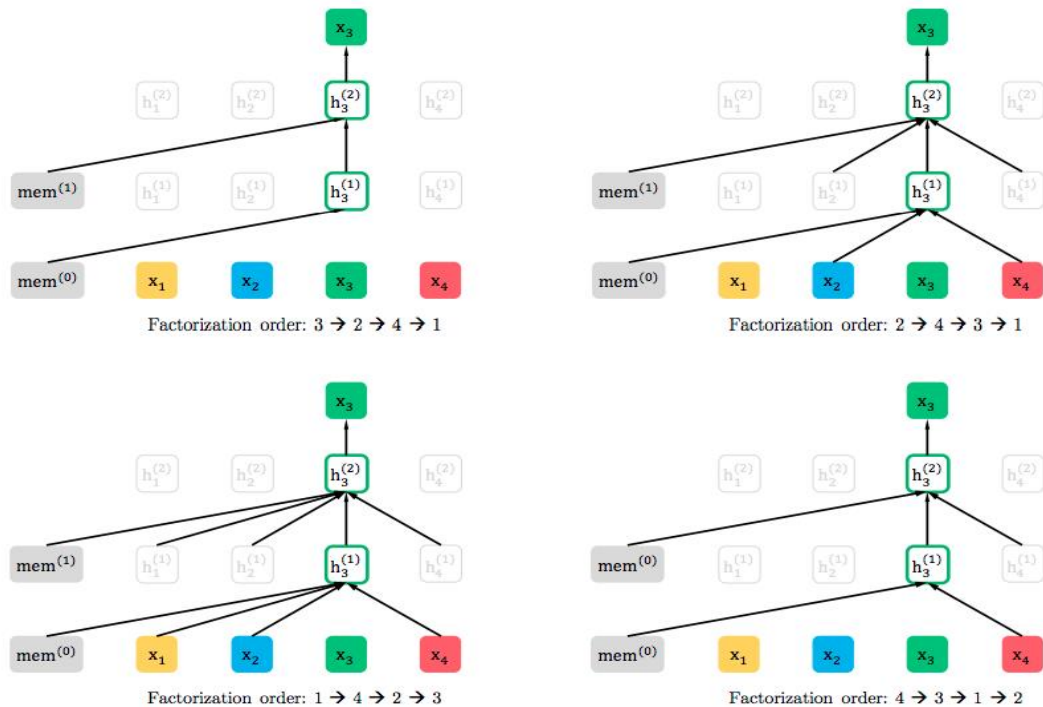 x₃ x₃
h₁⁽²⁾ h₂⁽²⁾ h₃⁽²⁾ h₄⁽²⁾ h₁⁽²⁾ h₂⁽²⁾ h₃⁽²⁾ h₄⁽²⁾
mem⁽¹⁾ h₁⁽¹⁾ h₂⁽¹⁾ h₃⁽¹⁾ h₄⁽¹⁾ mem⁽¹⁾ h₁⁽¹⁾ h₂⁽¹⁾ h₃⁽¹⁾ h₄⁽¹⁾
mem⁽⁰⁾ x₁ x₂ x₃ x₄ mem⁽⁰⁾ x₁ x₂ x₃ x₄
Factorization order: 3 → 2 → 4 → 1 Factorization order: 2 → 4 → 3 → 1
x₃ x₃
h₁⁽²⁾ h₂⁽²⁾ h₃⁽²⁾ h₄⁽²⁾ h₁⁽²⁾ h₂⁽²⁾ h₃⁽²⁾ h₄⁽²⁾
mem⁽¹⁾ h₁⁽¹⁾ h₂⁽¹⁾ h₃⁽¹⁾ h₄⁽¹⁾ mem⁽⁰⁾ h₁⁽¹⁾ h₂⁽¹⁾ h₃⁽¹⁾ h₄⁽¹⁾
mem⁽⁰⁾ x₁ x₂ x₃ x₄ mem⁽⁰⁾ x₁ x₂ x₃ x₄
Factorization order: 1 → 4 → 2 → 3 Factorization order: 4 → 3 → 1 → 2